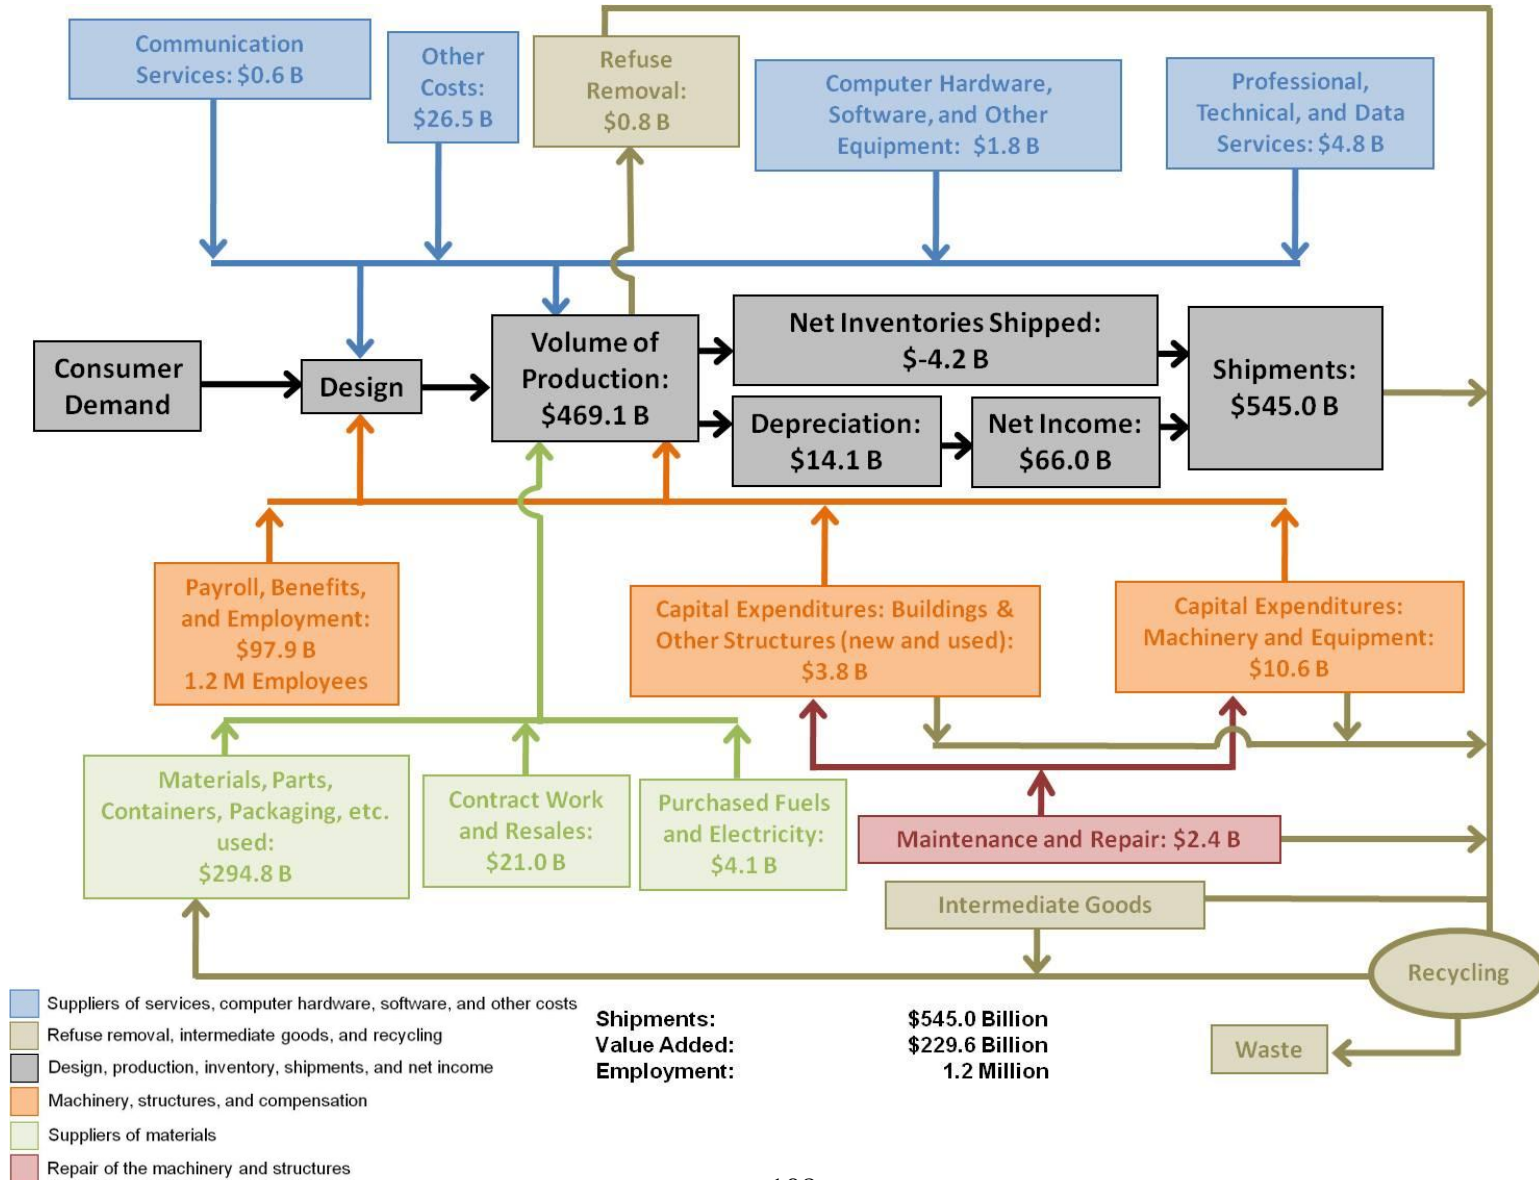 Communication
Services: $0.6 B
Other
Costs:
$26.5 B
Refuse
Removal:
$0.8 B
Computer Hardware,
Software, and Other
Equipment: $1.8 B
Professional,
Technical, and Data
Services: $4.8 B
Consumer
Demand
Design
Volume of
Production:
$469.1 B
Net Inventories Shipped:
$-4.2 B
Depreciation:
$14.1 B
Net Income:
$66.0 B
Shipments:
$545.0 B
Payroll, Benefits,
and Employment:
$97.9 B
1.2 M Employees
Capital Expenditures: Buildings &
Other Structures (new and used):
$3.8 B
Capital Expenditures:
Machinery and Equipment:
$10.6 B
Materials, Parts,
Containers, Packaging, etc.
used:
$294.8 B
Contract Work
and Resales:
$21.0 B
Purchased Fuels
and Electricity:
$4.1 B
Maintenance and Repair: $2.4 B
Intermediate Goods
Recycling
Waste
Suppliers of services, computer hardware, software, and other costs
Refuse removal, intermediate goods, and recycling
Design, production, inventory, shipments, and net income
Machinery, structures, and compensation
Suppliers of materials
Repair of the machinery and structures
Shipments: $545.0 Billion
Value Added: $229.6 Billion
Employment: 1.2 Million